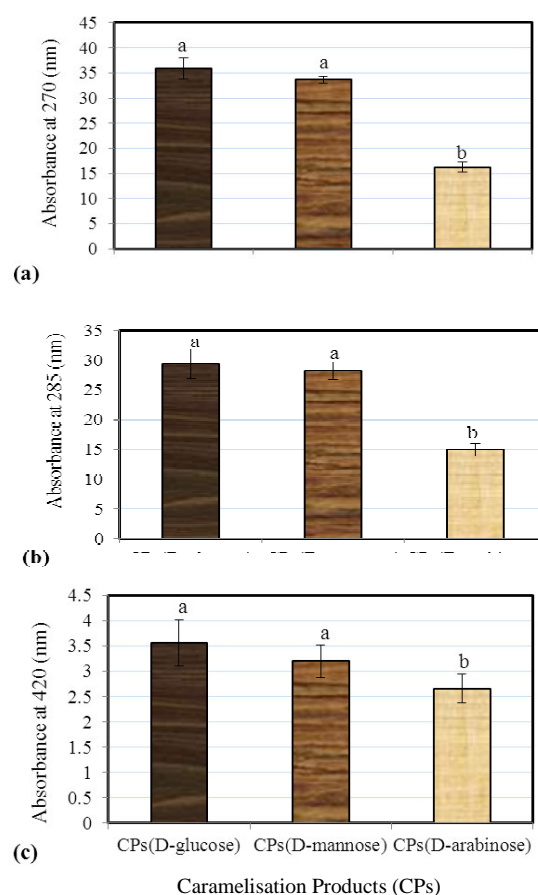 45
40
35
30
25
20
15
10
5
0
Absorbance at 270 (nm)
a
a
b
(a)
35
30
25
20
15
10
5
0
Absorbance at 285 (nm)
a
a
b
(b)
4.5
4
3.5
3
2.5
2
1.5
1
0.5
0
Absorbance at 420 (nm)
a
a
b
(c)
CPs(D-glucose) CPs(D-mannose) CPs(D-arabinose)
Caramelisation Products (CPs)